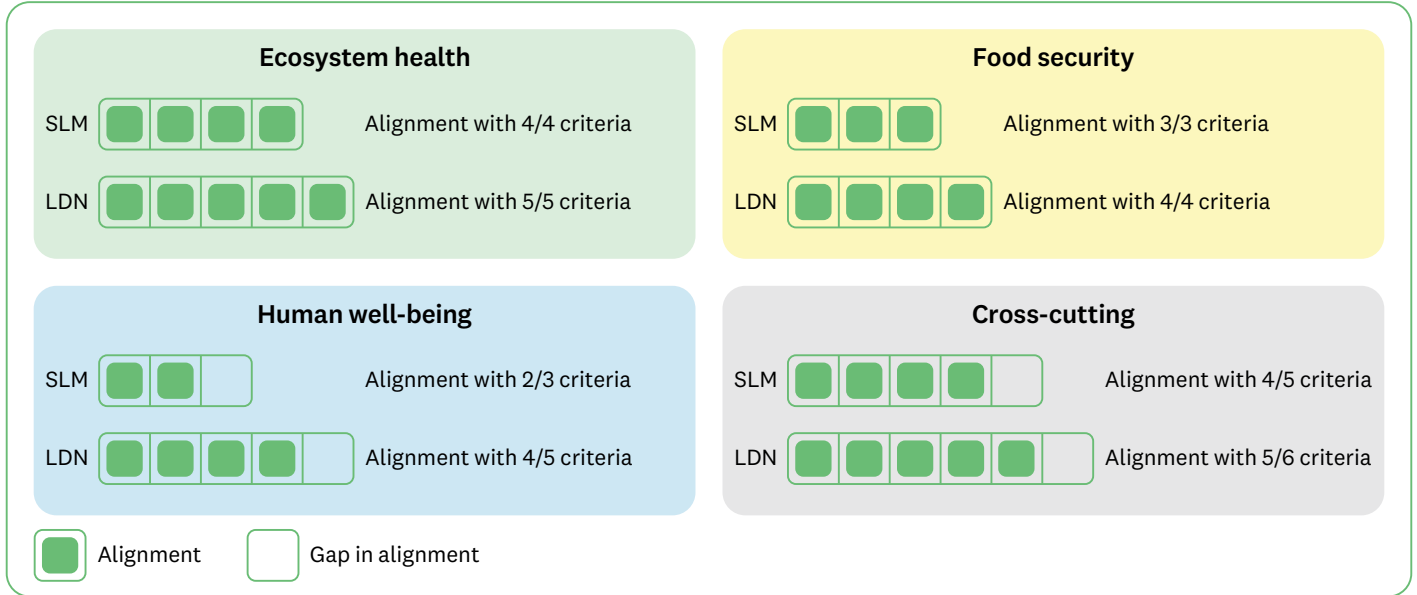 Ecosystem health
SLM Alignment with 4/4 criteria
LDN Alignment with 5/5 criteria
Food security
SLM Alignment with 3/3 criteria
LDN Alignment with 4/4 criteria
Human well-being
SLM Alignment with 2/3 criteria
LDN Alignment with 4/5 criteria
Cross-cutting
SLM Alignment with 4/5 criteria
LDN Alignment with 5/6 criteria
Alignment Gap in alignment